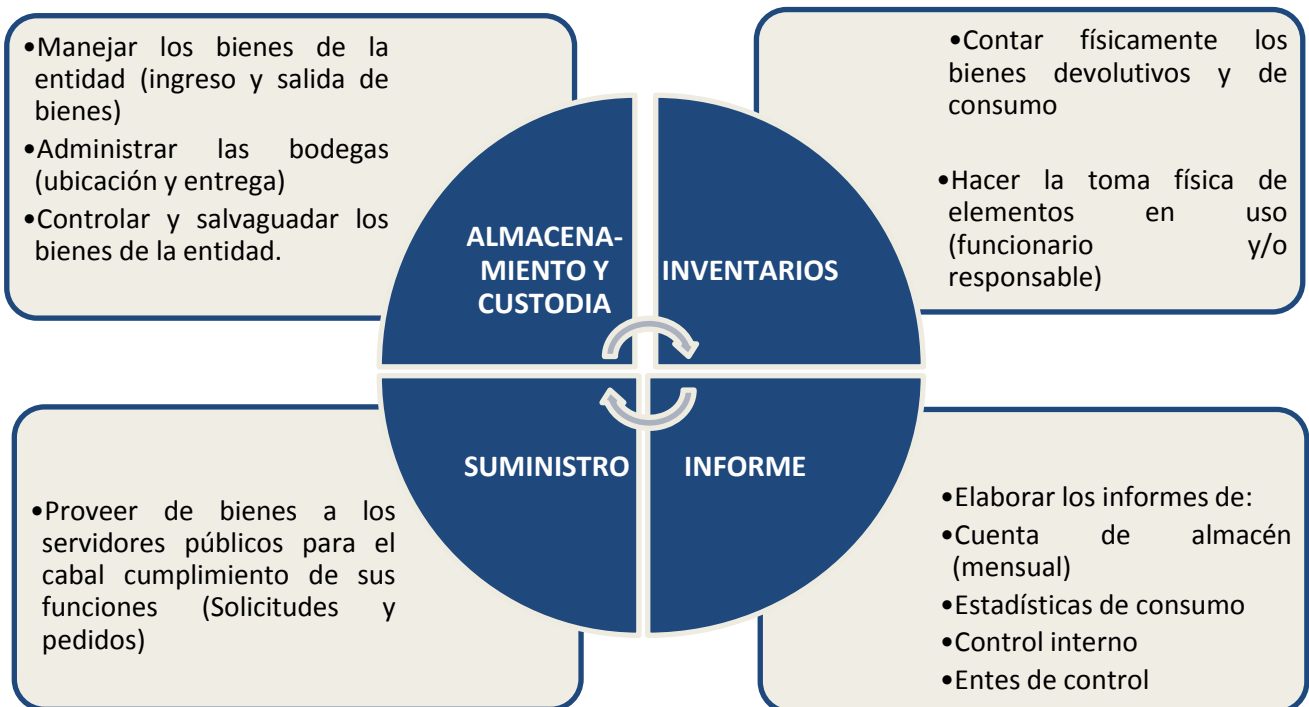 •Manejar los bienes de la
entidad (ingreso y salida de
bienes)
•Administrar las bodegas
(ubicación y entrega)
•Controlar y salvaguadar los
bienes de la entidad.
ALMACENA-
MIENTO Y
CUSTODIA
•Contar físicamente los
bienes devolutivos y de
consumo
•Hacer la toma física de
elementos en uso
(funcionario y/o
responsable)
INVENTARIOS
•Proveer de bienes a los
servidores públicos para el
cabal cumplimiento de sus
funciones (Solicitudes y
pedidos)
SUMINISTRO
INFORME
•Elaborar los informes de:
•Cuenta de almacén
(mensual)
•Estadísticas de consumo
•Control interno
•Entes de control